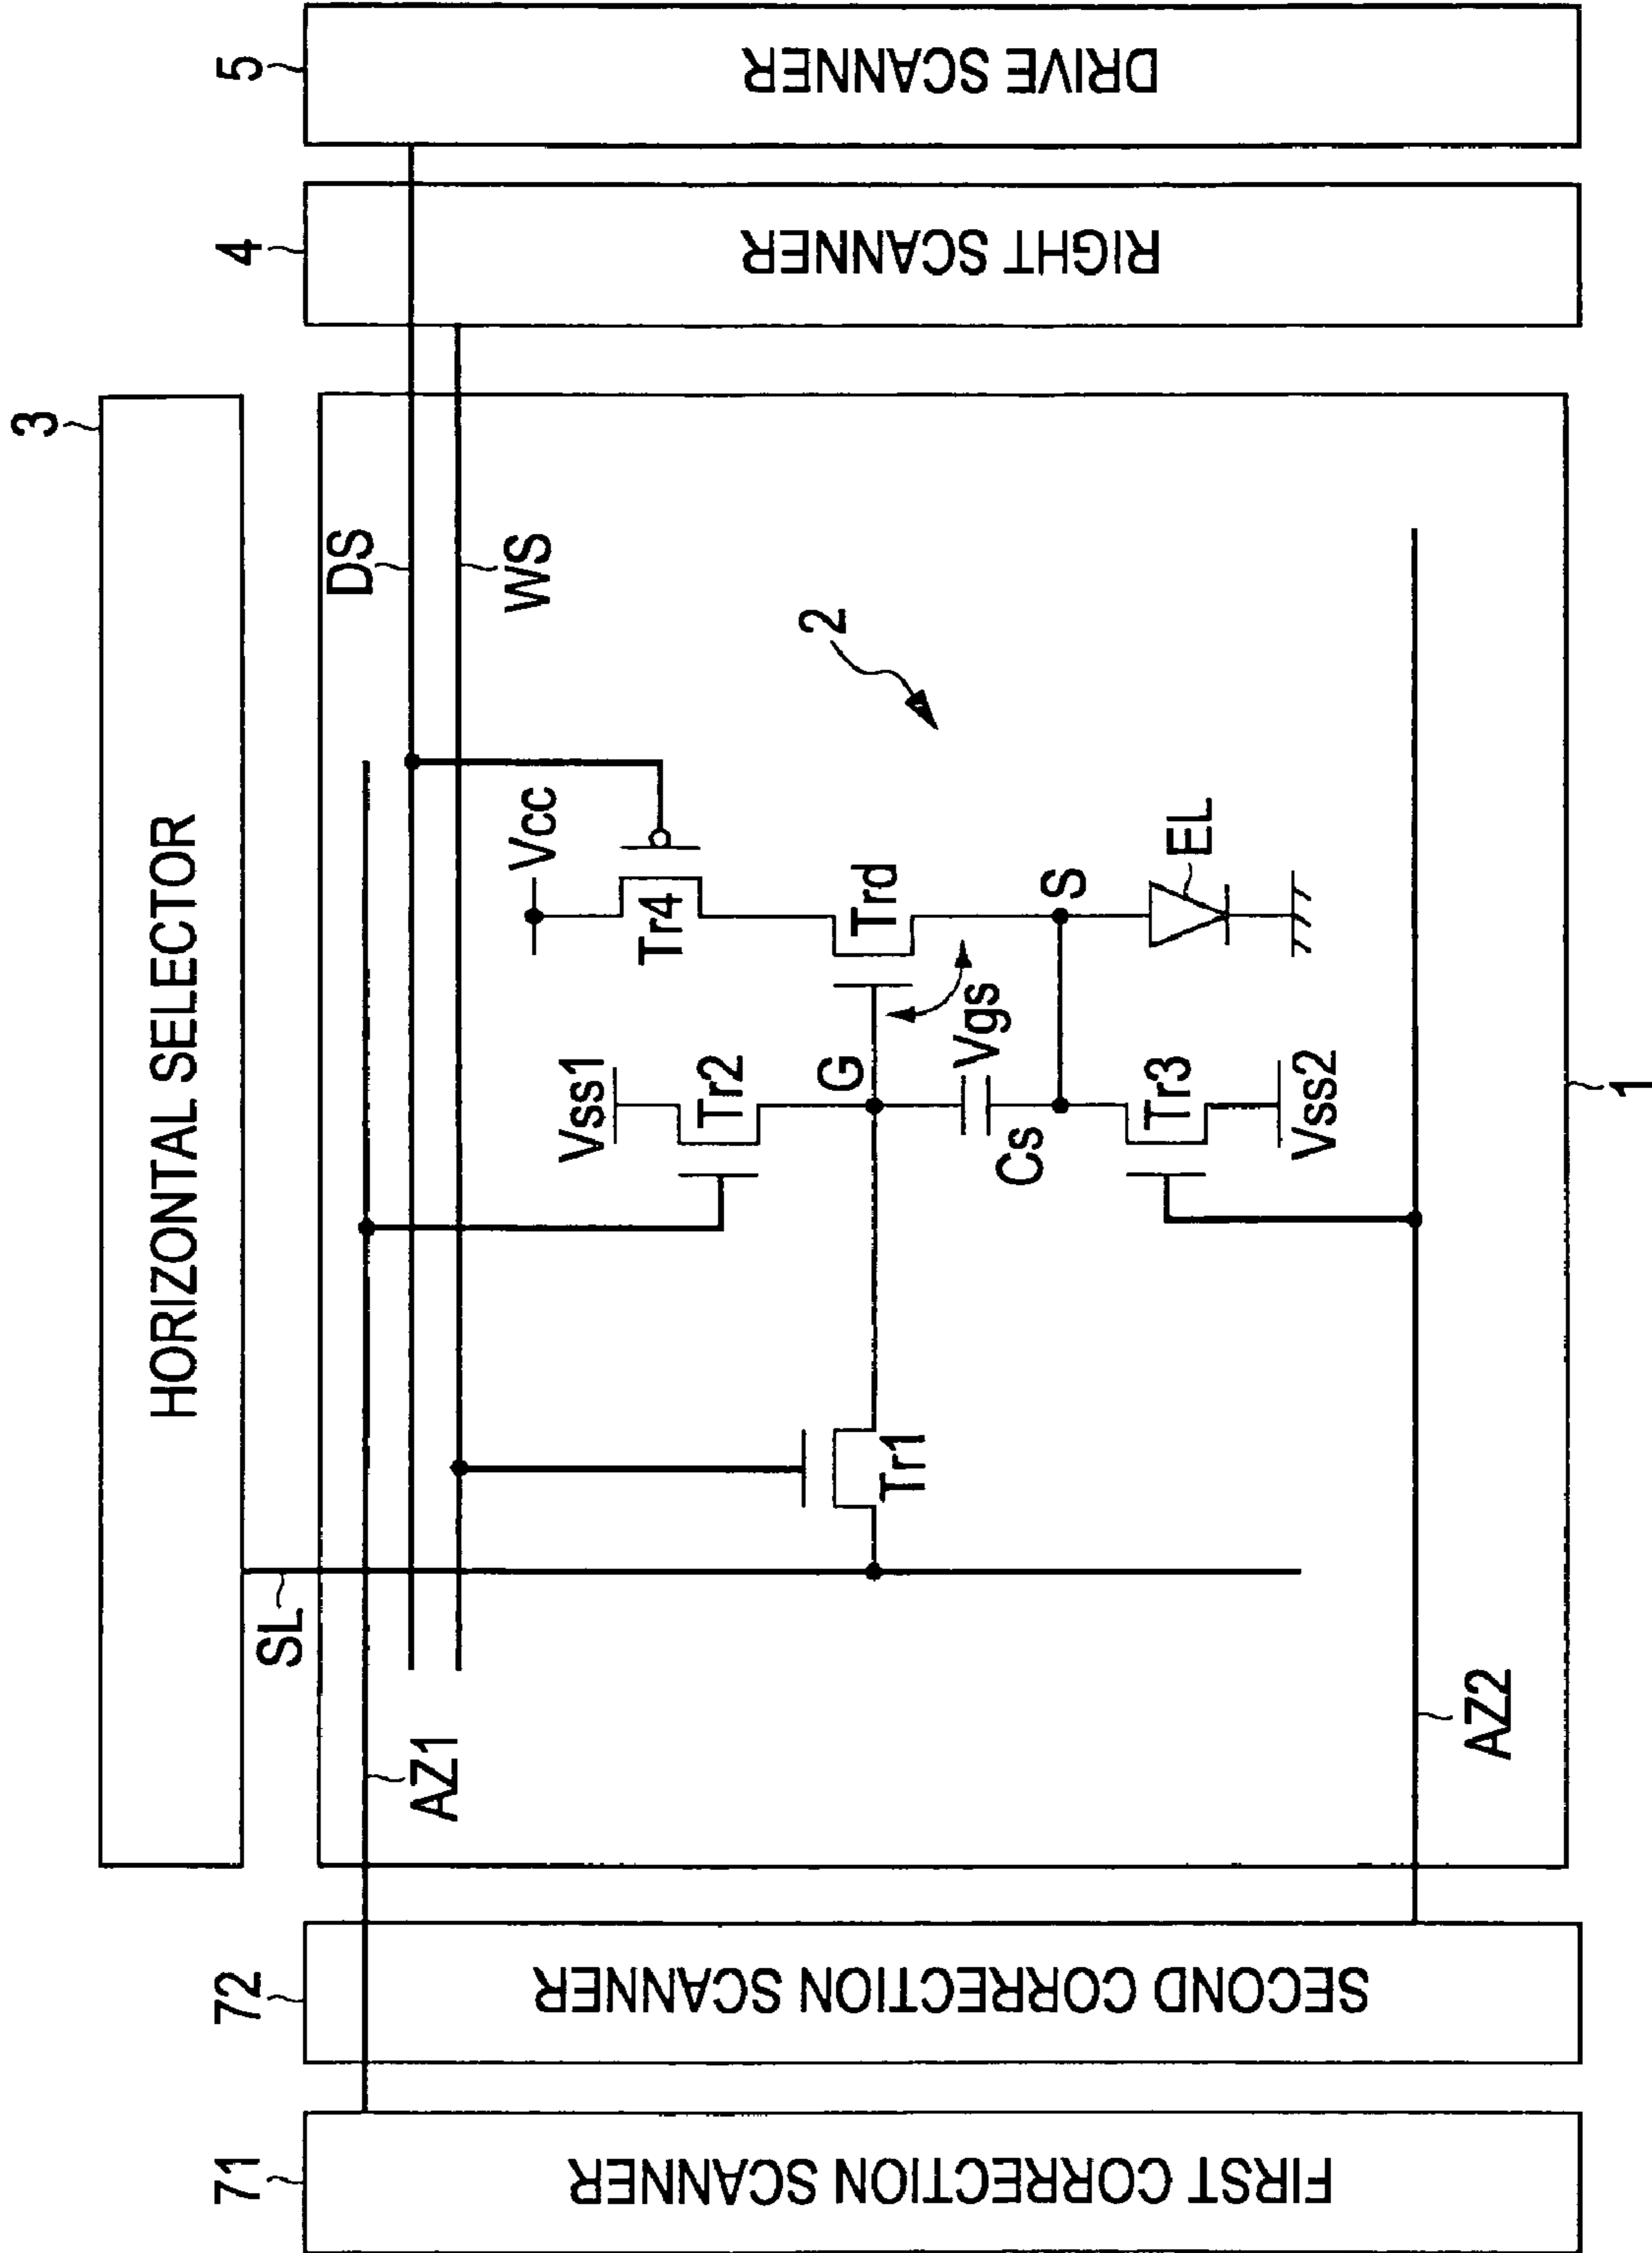 3
HORIZONTAL SELECTOR
71
72
4
5
FIRST CORRECTION SCANNER
SECOND CORRECTION SCANNER
RIGHT SCANNER
DRIVE SCANNER
SL
DS
AZ1
WS
Vcc
Vss1
Tr4
Tr2
2
G
Trd
Tr1
Vgs
Cs
S
Tr3
EL
Vss2
AZ2
1